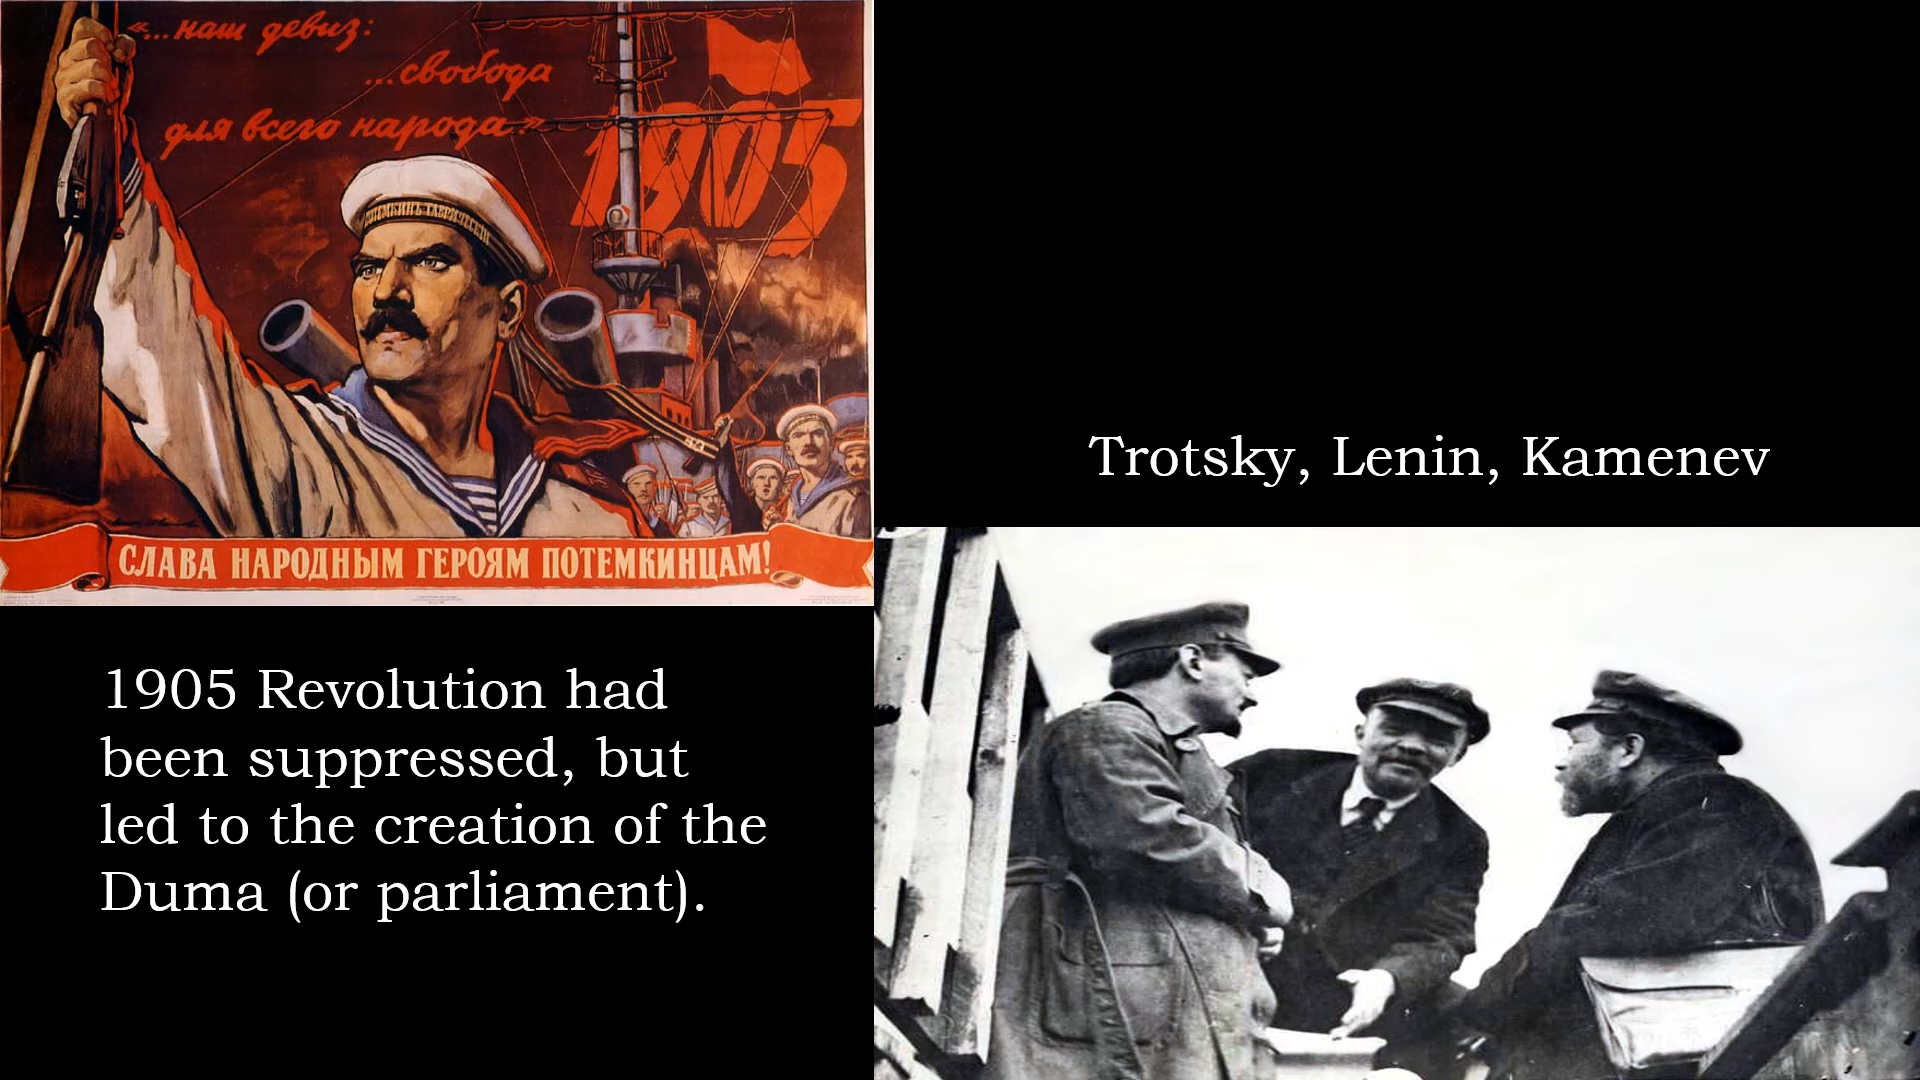 «...наш девиз:
...свобода
для всего народа.»
1905
СЛАВА НАРОДНЫМ ГЕРОЯМ ПОТЕМКИНЦАМ!
Trotsky, Lenin, Kamenev
1905 Revolution had
been suppressed, but
led to the creation of the
Duma (or parliament).